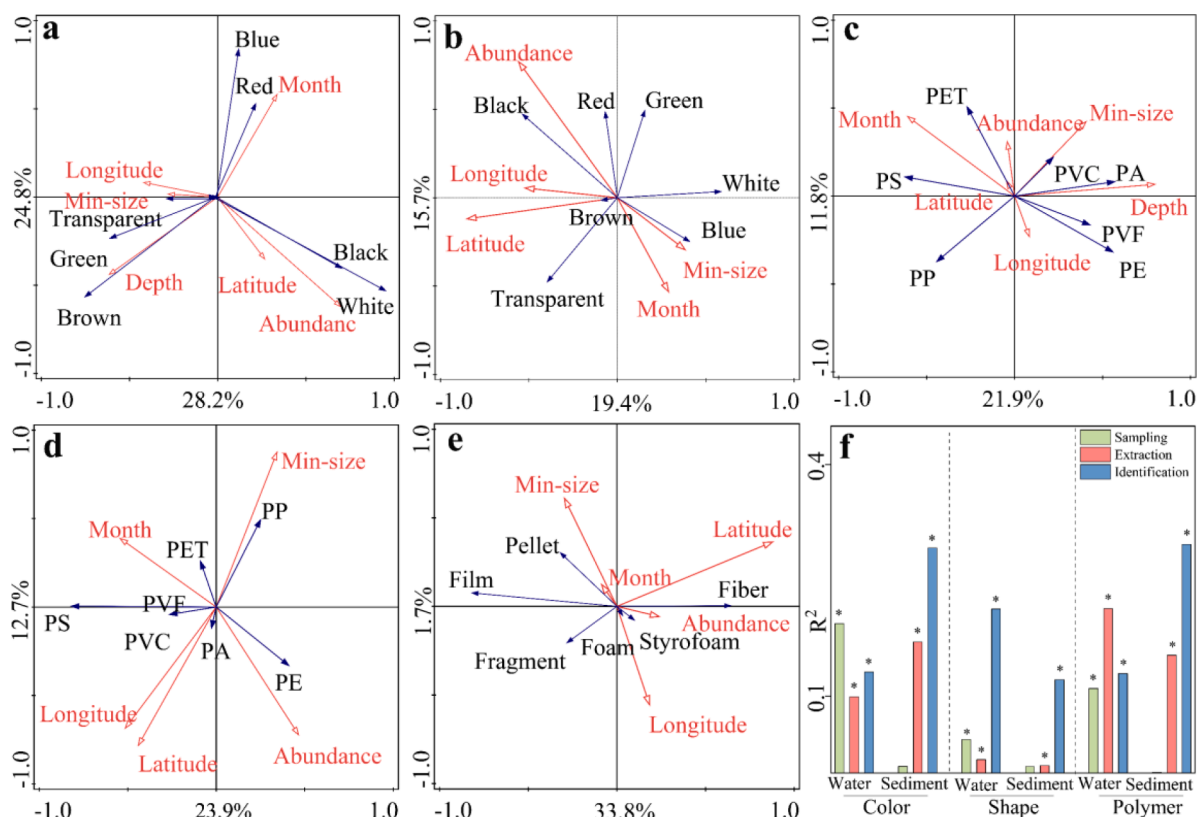 a
1.0
Blue
Red
Month
Longitude
Min-size
Transparent
Green
Depth
Brown
Latitude
Black
White
Abundanc
24.8%
-1.0
-1.0
28.2%
1.0
b
1.0
Abundance
Black
Red
Green
Longitude
White
Brown
Latitude
Blue
Min-size
Transparent
Month
15.7%
-1.0
-1.0
19.4%
1.0
c
1.0
PET
Month
Abundance
Min-size
PVC
PA
PS
Latitude
Depth
PVF
Longitude
PP
PE
11.8%
-1.0
-1.0
21.9%
1.0
d
1.0
Min-size
PP
Month
PET
PVF
PS
PVC
PA
PE
Longitude
Latitude
Abundance
12.7%
-1.0
-1.0
23.9%
1.0
e
1.0
Min-size
Latitude
Pellet
Month
Film
Fiber
Abundance
Foam
Styrofoam
Fragment
Longitude
1.7%
-1.0
-1.0
33.8%
1.0
f
Sampling
Extraction
Identification
0.4
R2
0.1
* * * * *
* * * * *
* * * * *
Water Sediment Water Sediment Water Sediment
Color Shape Polymer